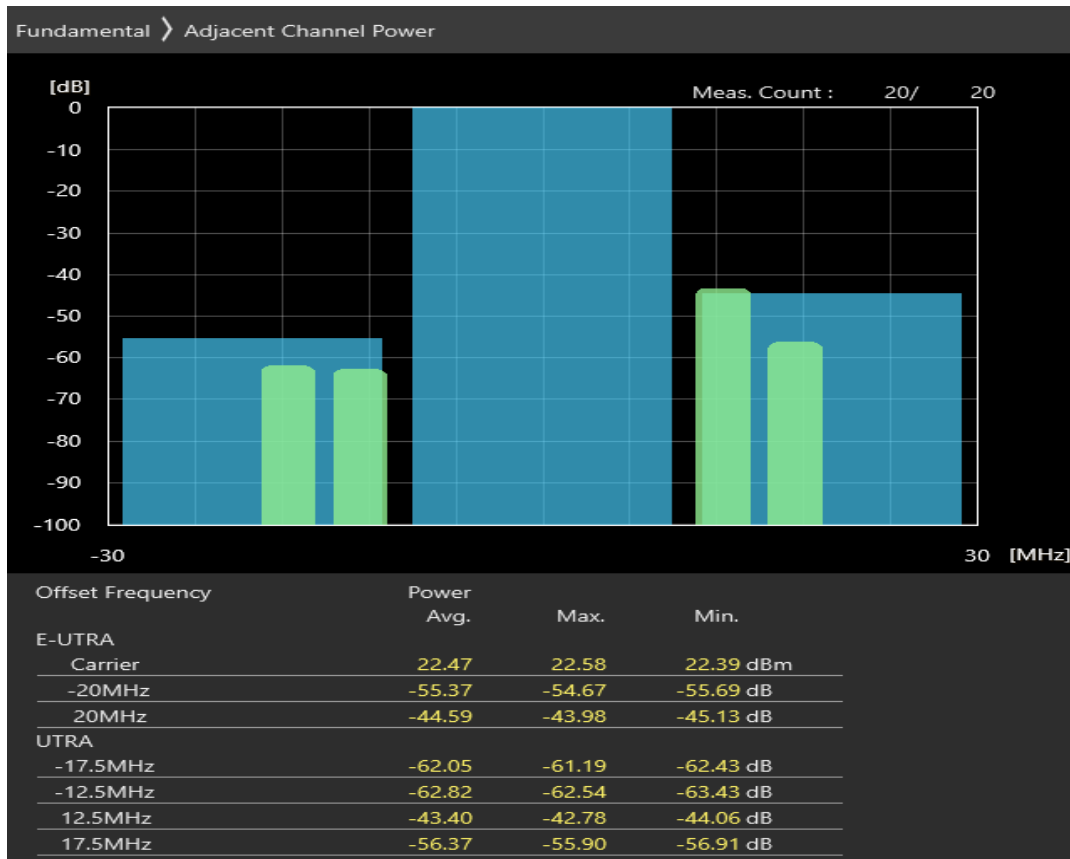 Fundamental ❯ Adjacent Channel Power
[dB]
Meas. Count : 20/ 20
0
-10
-20
-30
-40
-50
-60
-70
-80
-90
-100
-30 30 [MHz]
Offset Frequency Power
Avg. Max. Min.
E-UTRA
Carrier 22.47 22.58 22.39 dBm
-20MHz -55.37 -54.67 -55.69 dB
20MHz -44.59 -43.98 -45.13 dB
UTRA
-17.5MHz -62.05 -61.19 -62.43 dB
-12.5MHz -62.82 -62.54 -63.43 dB
12.5MHz -43.40 -42.78 -44.06 dB
17.5MHz -56.37 -55.90 -56.91 dB